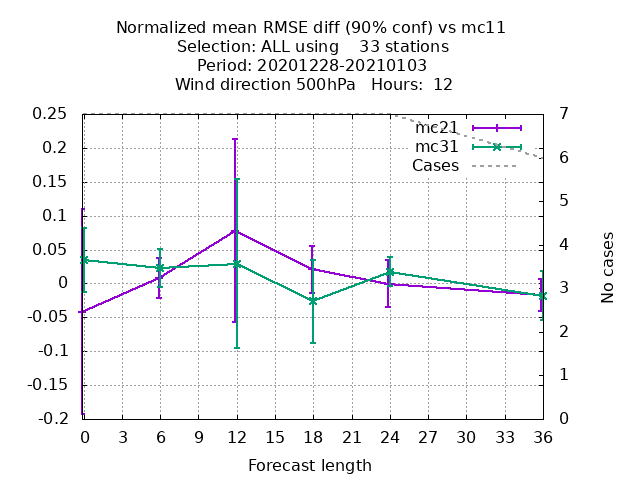 Normalized mean RMSE diff (90% conf) vs mc11
Selection: ALL using    33 stations
Period: 20201228-20210103
Wind direction 500hPa   Hours:  12
0.25
0.2
0.15
0.1
0.05
0
-0.05
-0.1
-0.15
-0.2
7
6
5
4
3
2
1
0
mc21
mc31
Cases
No cases
0 3 6 9 12 15 18 21 24 27 30 33 36
Forecast length